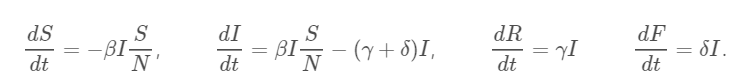 dS/dt = −βI S/N, dI/dt = βI S/N − (γ + δ)I, dR/dt = γI dF/dt = δI.